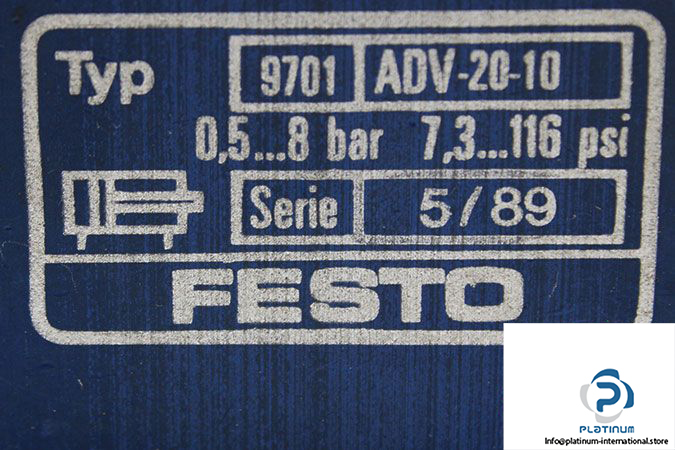 Typ 9701 ADV-20-10
0,5...8 bar 7,3...116 psi
Serie 5/89
FESTO
PLATINUM
Info@platinum-international.store